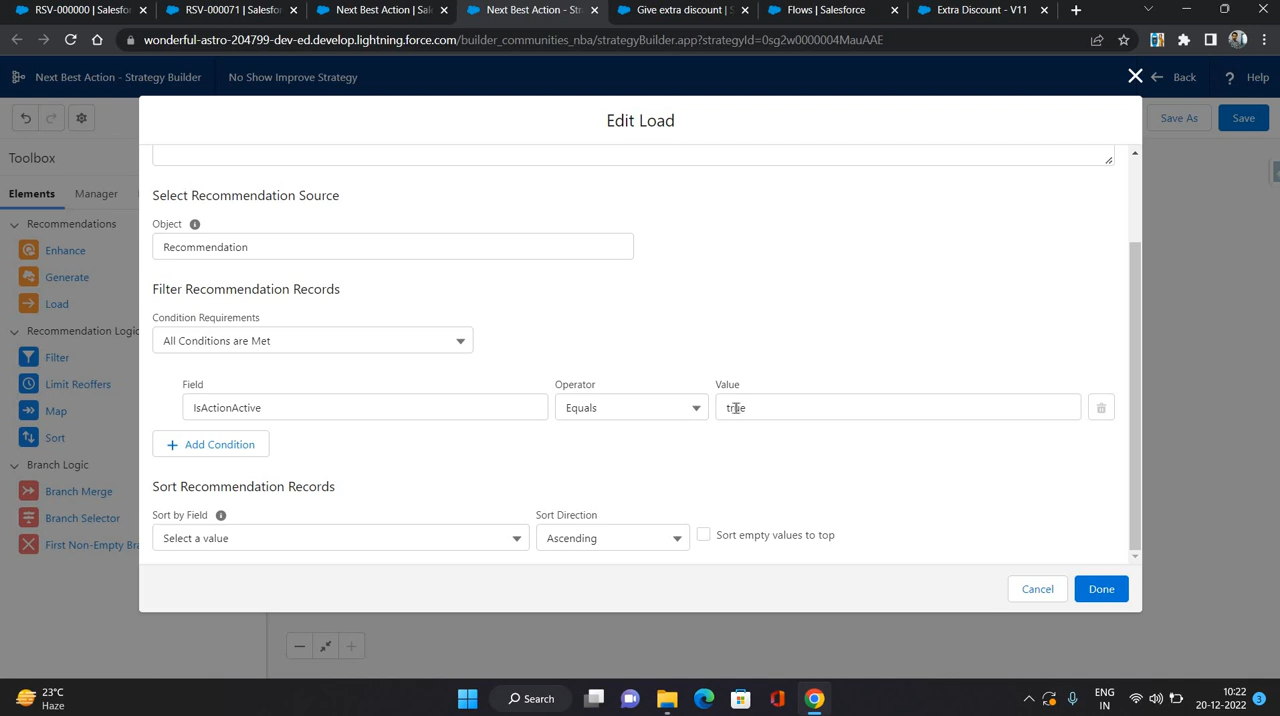 RSV-000000 | Salesfor
RSV-000071 | Salesforc
Next Best Action | Sal
Next Best Action - Stra
Give extra discount | S
Flows | Salesforce
Extra Discount - V11
wonderful-astro-204799-dev-ed.develop.lightning.force.com/builder_communities_nba/strategyBuilder.app?strategyId=0sg2w0000004MauAAE
Next Best Action - Strategy Builder
No Show Improve Strategy
Back
? Help
Edit Load
Save As
Save
Toolbox
Elements
Manager
Recommendations
Enhance
Generate
Load
Recommendation Logic
Filter
Limit Reoffers
Map
Sort
Branch Logic
Branch Merge
Branch Selector
First Non-Empty Bra
Select Recommendation Source
Object
Recommendation
Filter Recommendation Records
Condition Requirements
All Conditions are Met
Field
Operator
Value
IsActionActive
Equals
true
+ Add Condition
Sort Recommendation Records
Sort by Field
Sort Direction
Select a value
Ascending
Sort empty values to top
Cancel
Done
23°C
Haze
Search
ENG
IN
10:22
20-12-2022
3